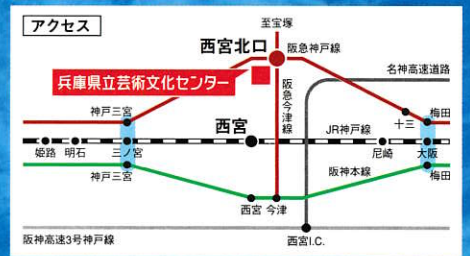 アクセス
至宝塚
西宮北口
阪急神戸線
兵庫県立芸術文化センター
名神高速道路
阪急今津線
神戸三宮
十三
梅田
西宮
JR神戸線
姫路
明石
三ノ宮
尼崎
大阪
神戸三宮
阪神本線
梅田
西宮
今津
阪神高速3号神戸線
西宮I.C.